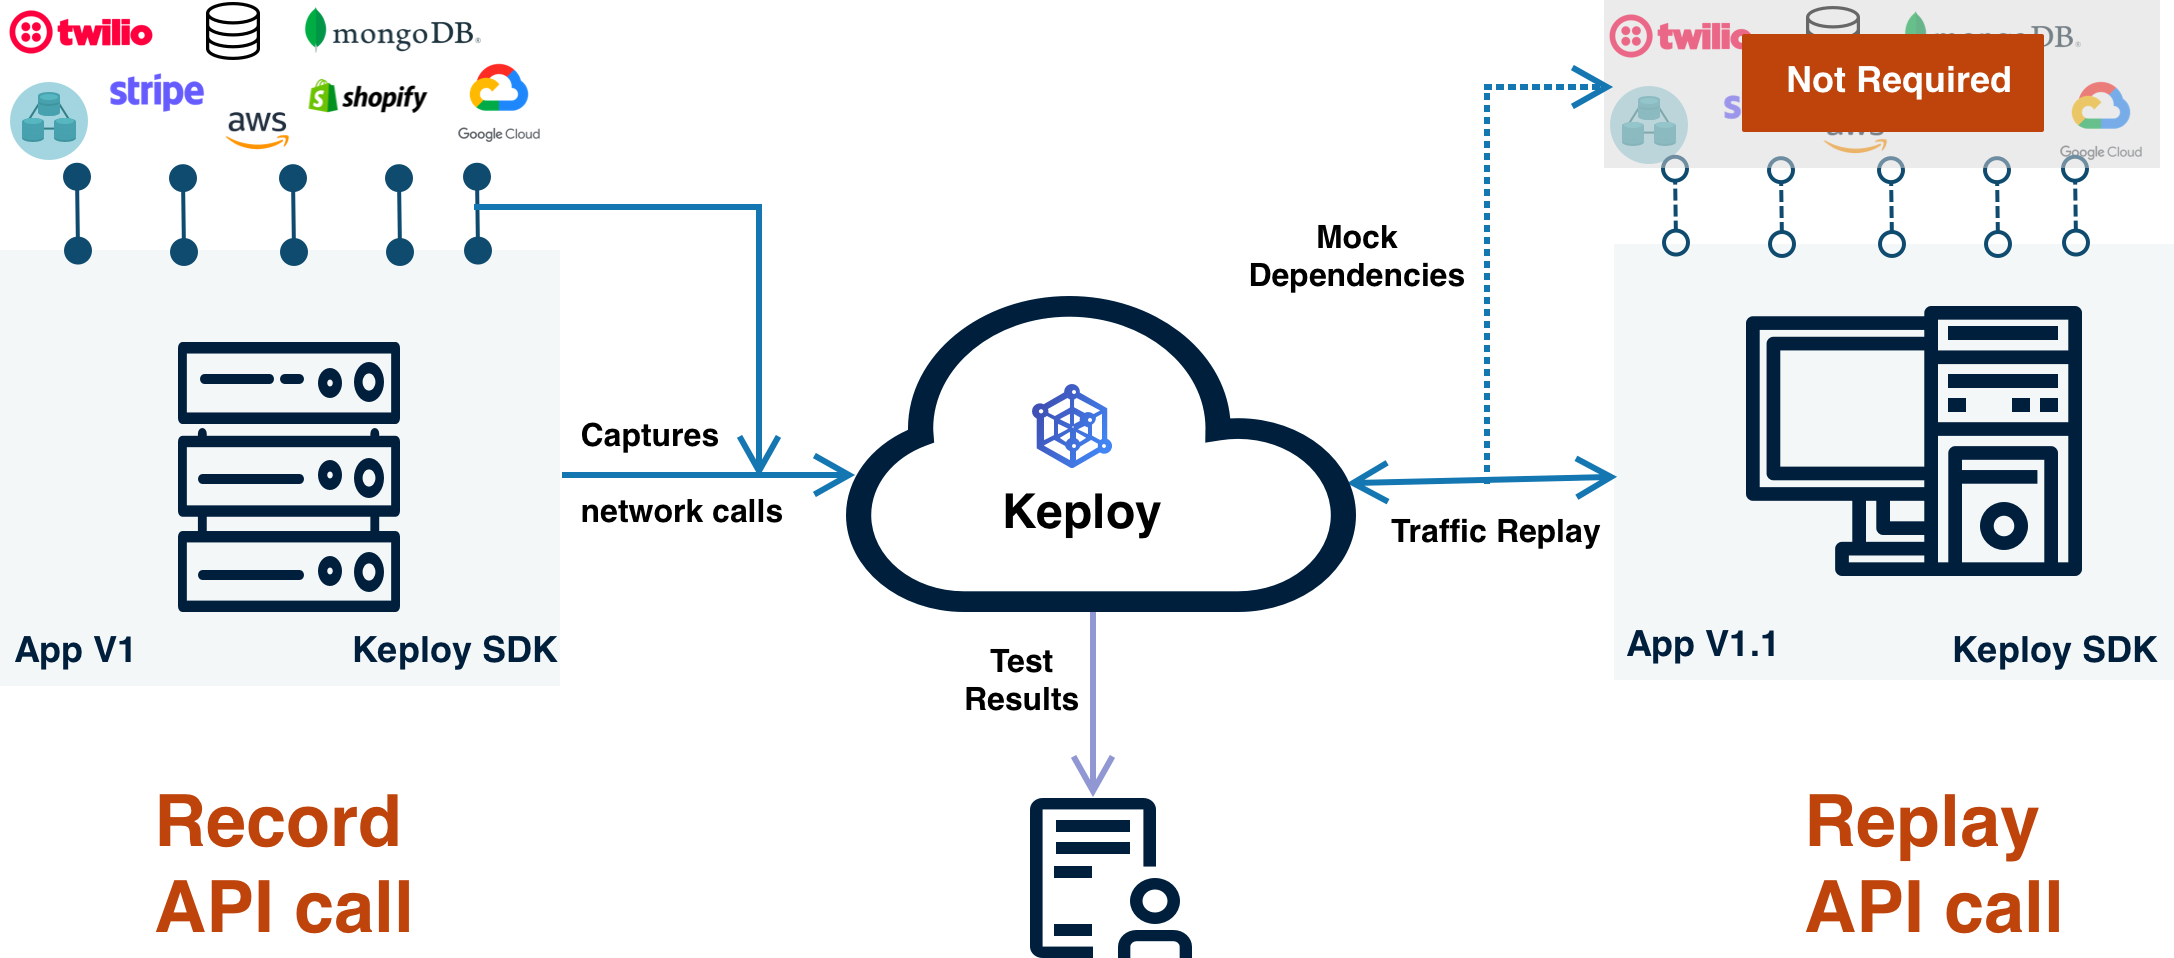 twilio
mongoDB®
stripe
shopify
aws
Google Cloud
Captures
network calls
App V1
Keploy SDK
Record
API call
Keploy
Test
Results
Mock
Dependencies
Traffic Replay
twilio
DB®
Not Required
s
aws
Google Cloud
App V1.1
Keploy SDK
Replay
API call